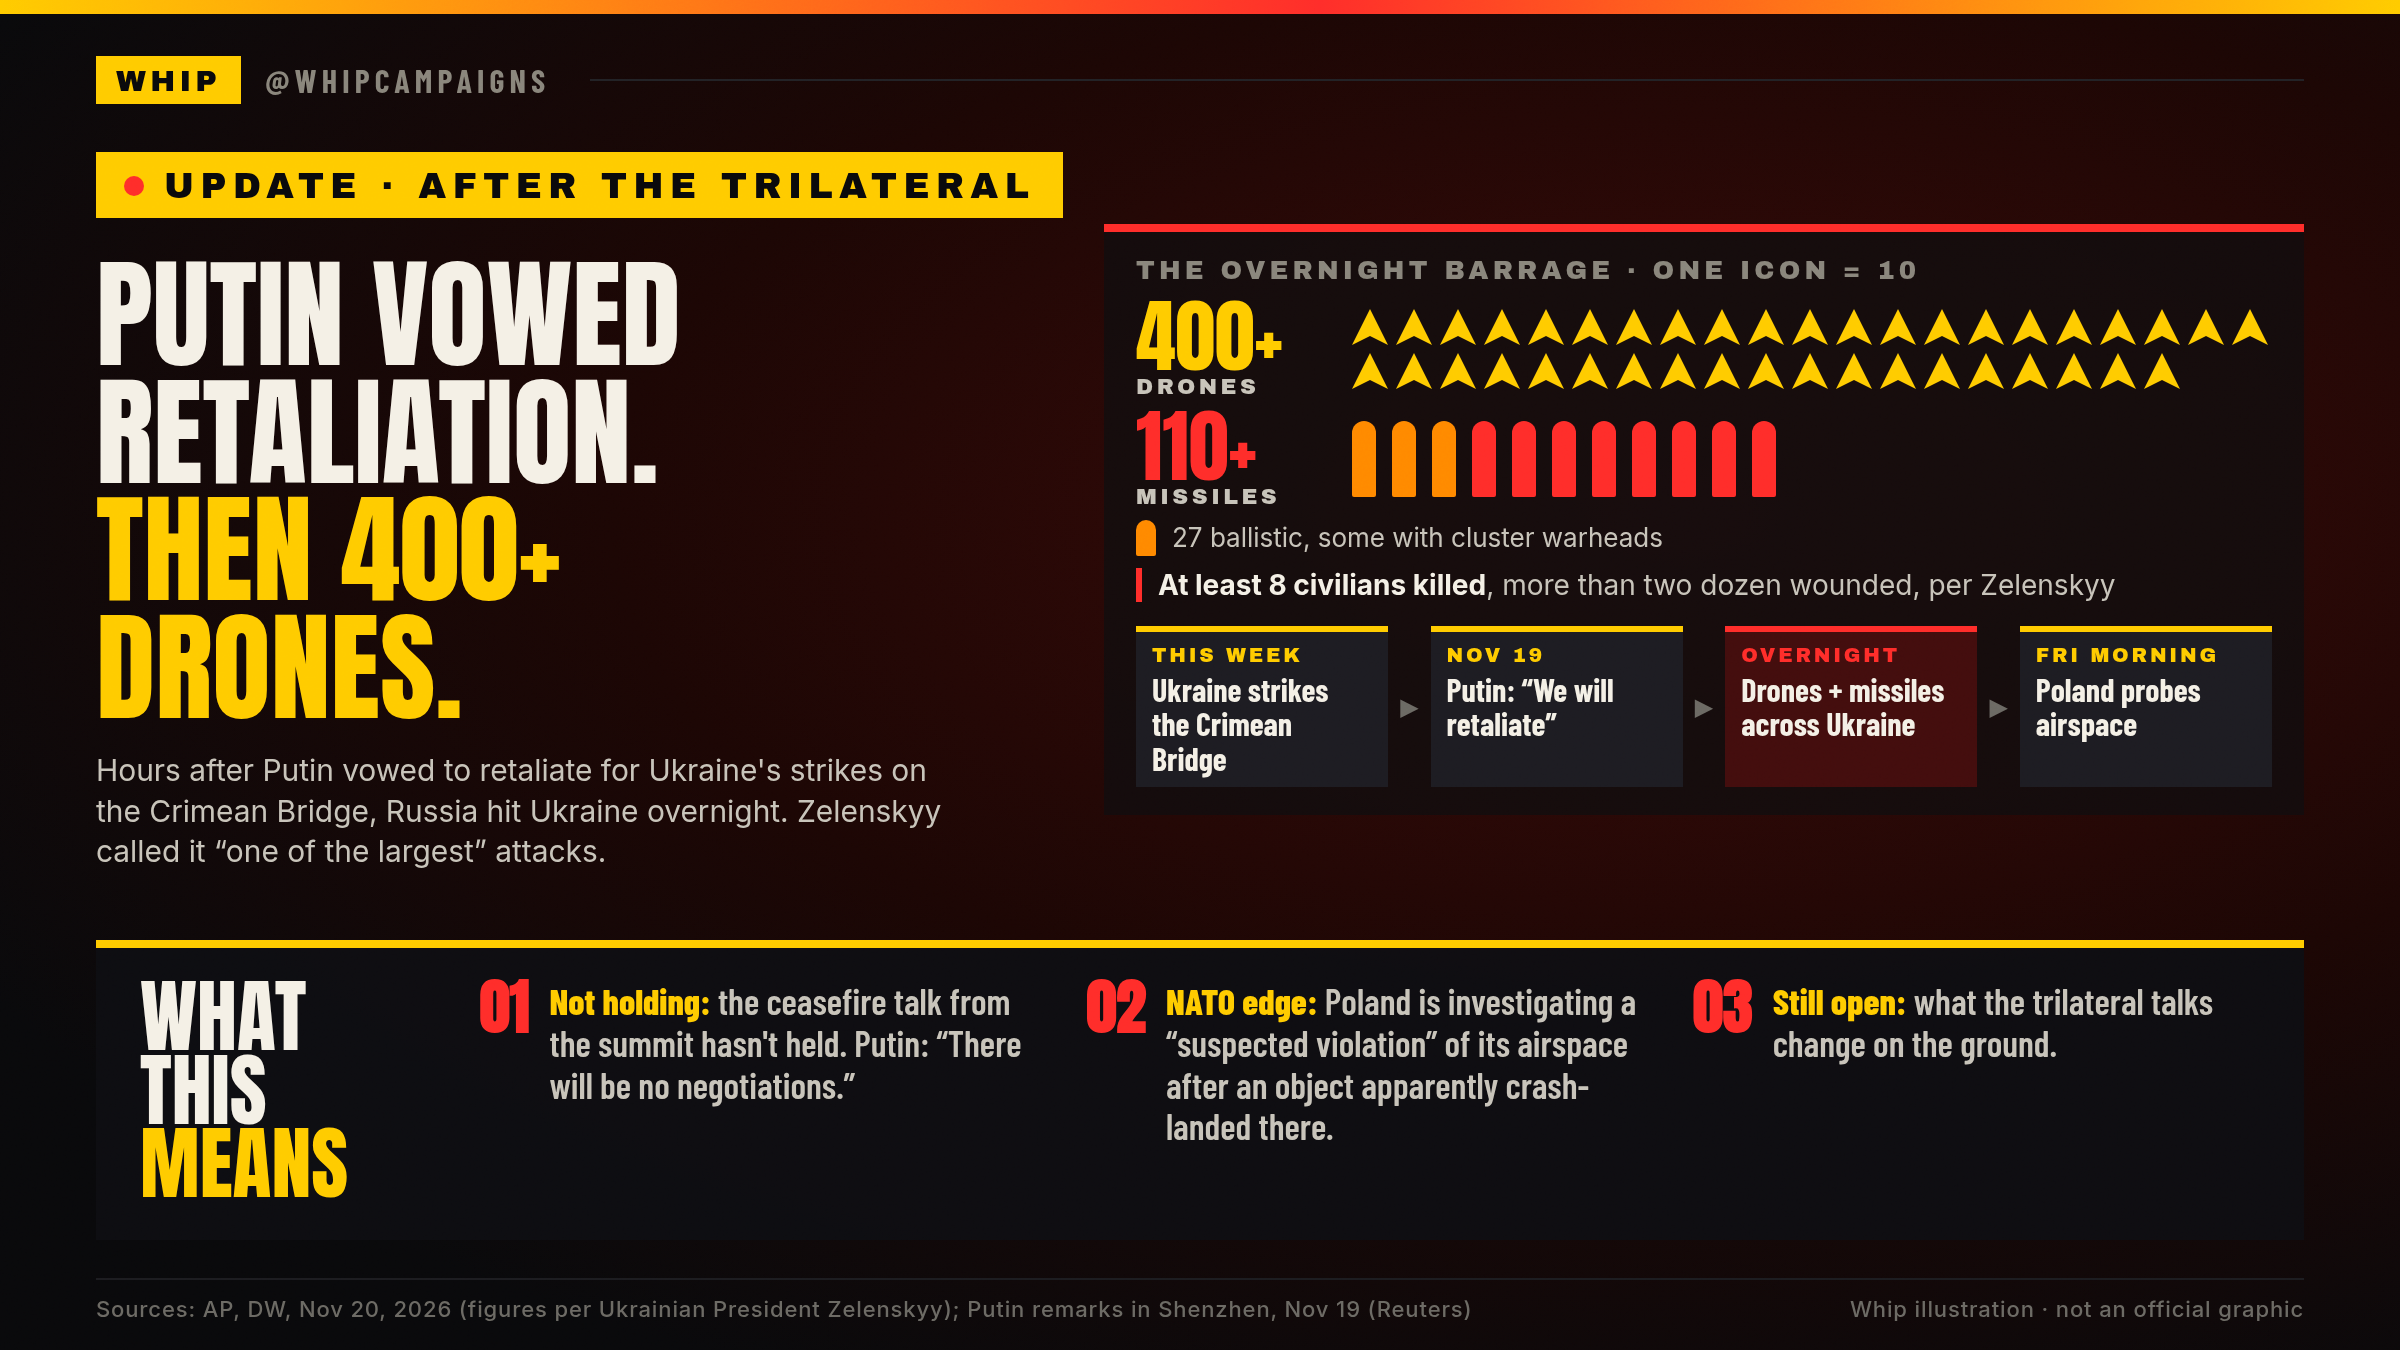 WHIP @WHIPCAMPAIGNS
UPDATE · AFTER THE TRILATERAL
PUTIN VOWED
RETALIATION.
THEN 400+
DRONES.
Hours after Putin vowed to retaliate for Ukraine's strikes on
the Crimean Bridge, Russia hit Ukraine overnight. Zelenskyy
called it “one of the largest” attacks.
THE OVERNIGHT BARRAGE · ONE ICON = 10
400+
DRONES
110+
MISSILES
27 ballistic, some with cluster warheads
At least 8 civilians killed, more than two dozen wounded, per Zelenskyy
THIS WEEK
Ukraine strikes
the Crimean
Bridge
NOV 19
Putin: “We will
retaliate”
OVERNIGHT
Drones + missiles
across Ukraine
FRI MORNING
Poland probes
airspace
WHAT
THIS
MEANS
01 Not holding: the ceasefire talk from
the summit hasn't held. Putin: “There
will be no negotiations.”
02 NATO edge: Poland is investigating a
“suspected violation” of its airspace
after an object apparently crash-
landed there.
03 Still open: what the trilateral talks
change on the ground.
Sources: AP, DW, Nov 20, 2026 (figures per Ukrainian President Zelenskyy); Putin remarks in Shenzhen, Nov 19 (Reuters)
Whip illustration · not an official graphic